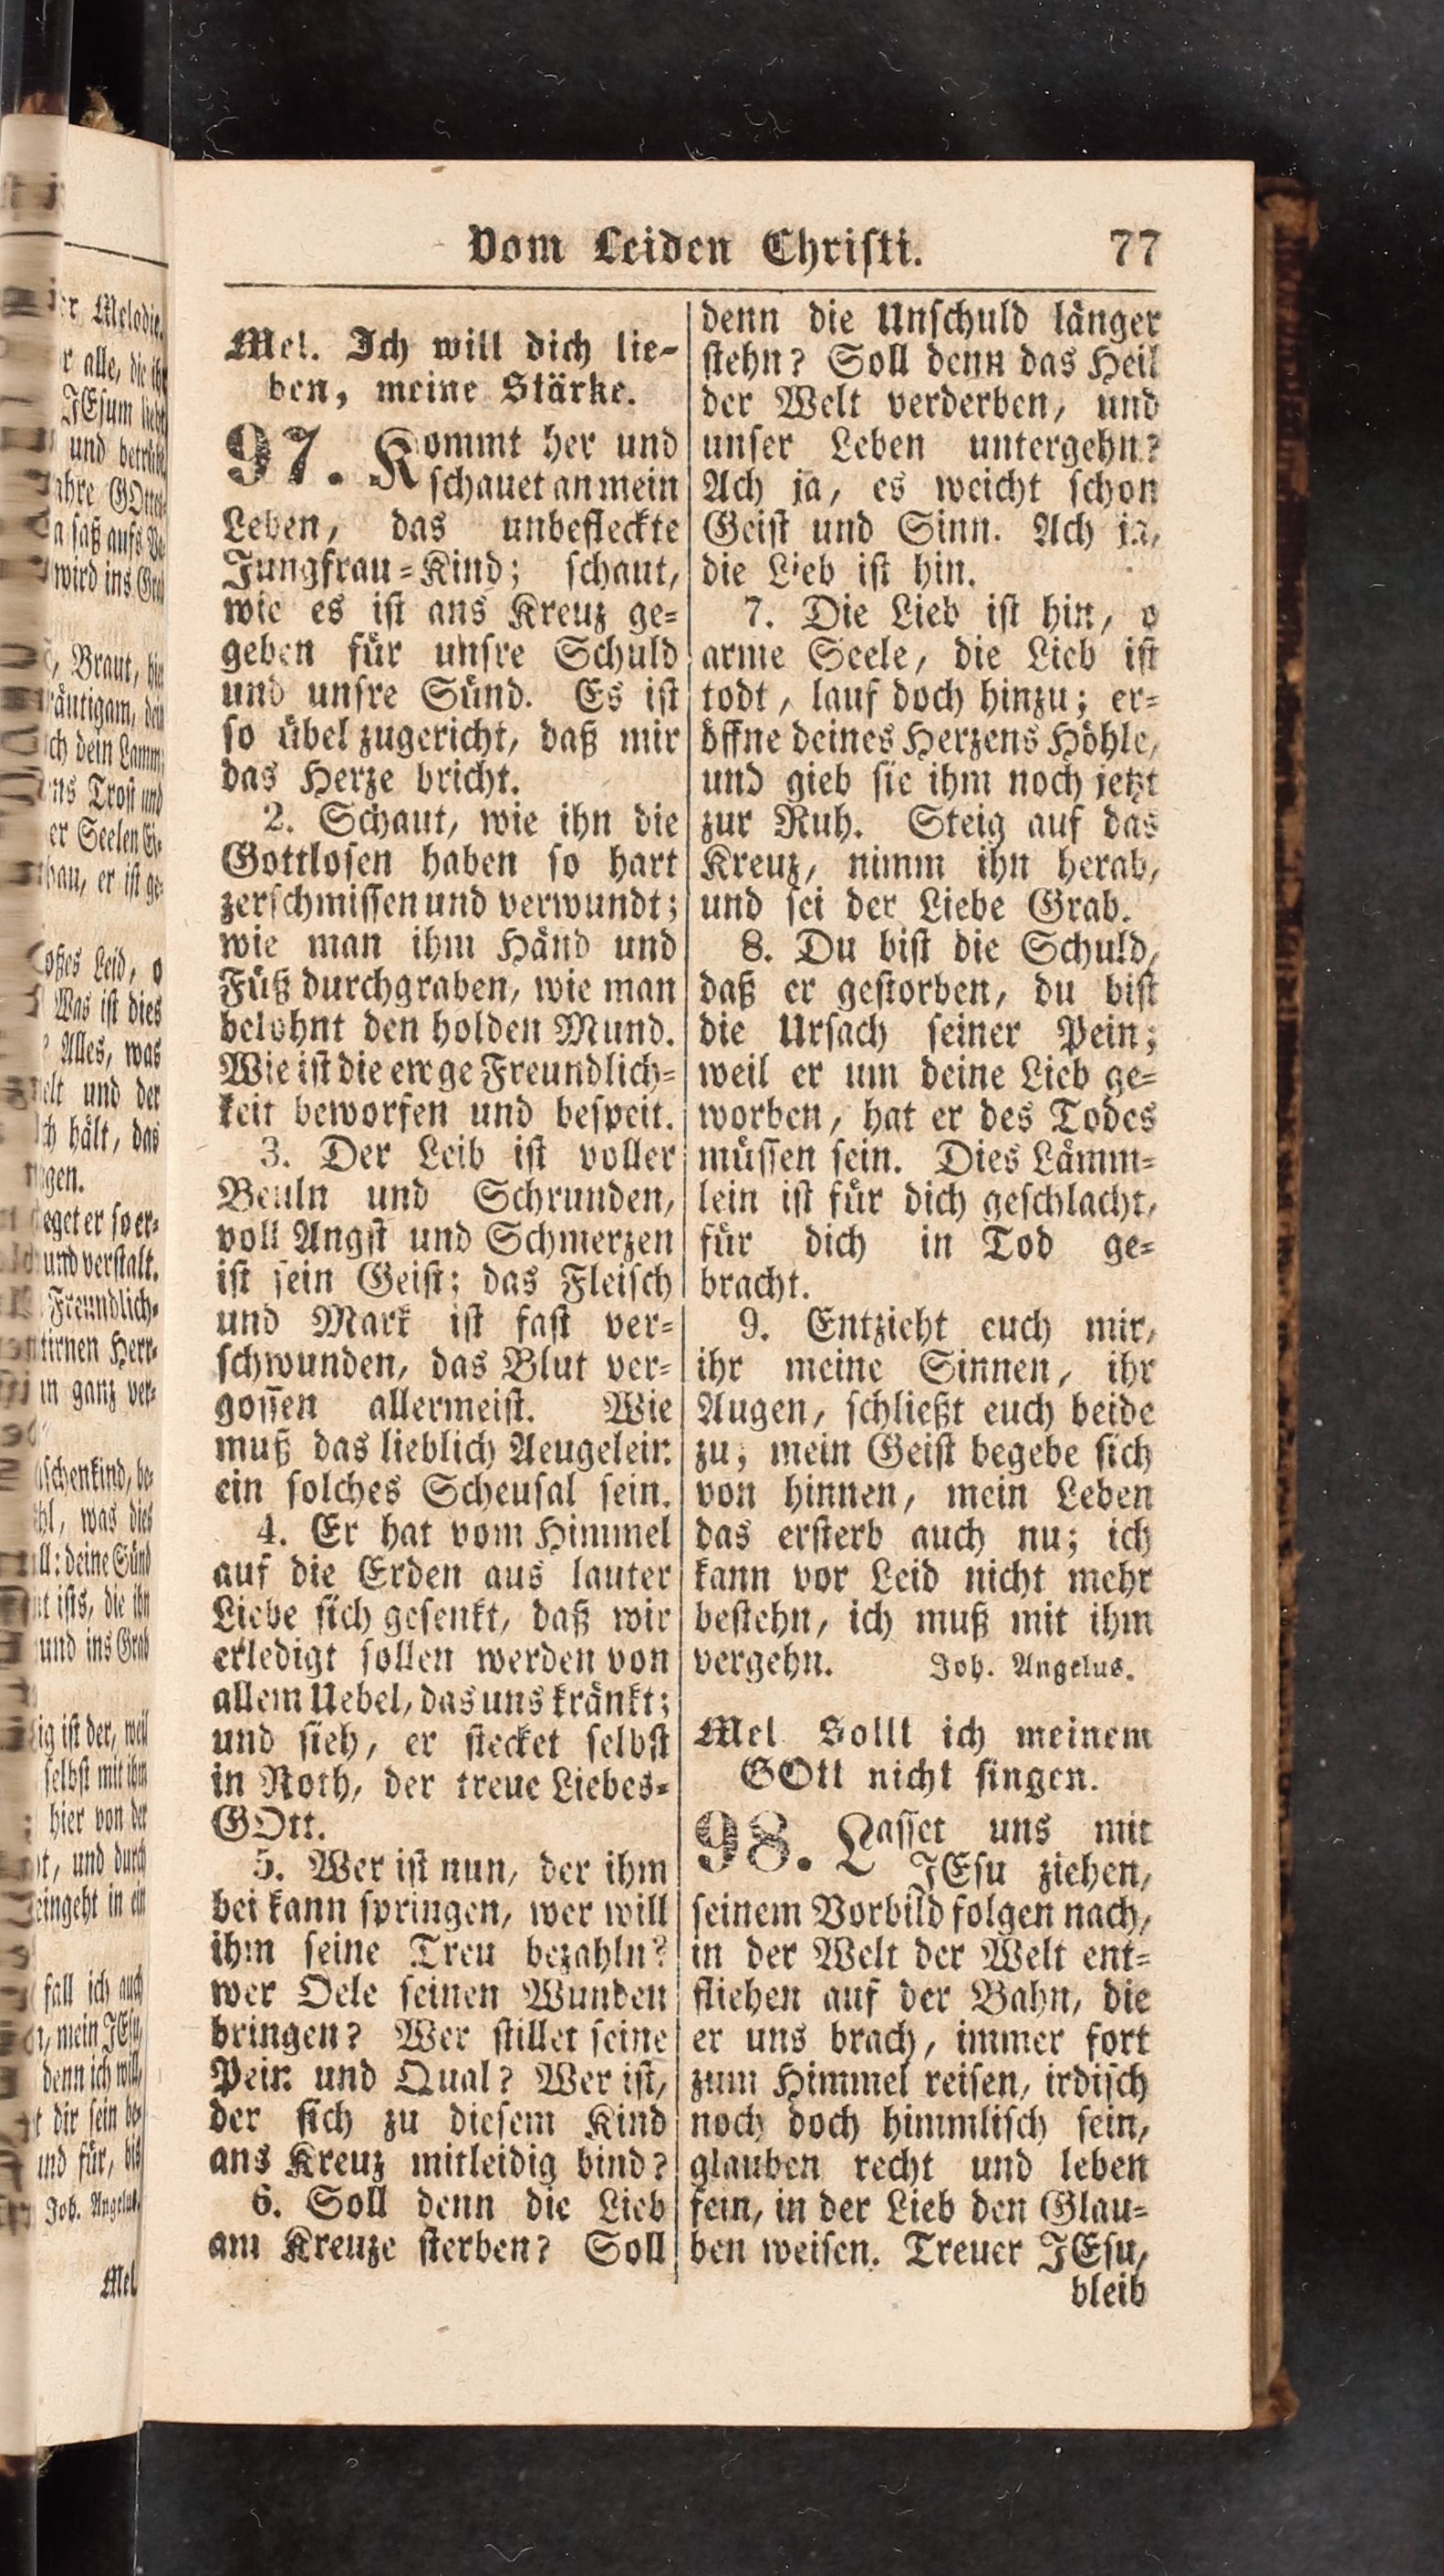 Vom Leiden Christi. 77
Mel. Ich will dich lie-
ben, meine Stärke.
97. Kommt her und
schauet an mein
Leben, das unbefleckte
Jungfrau-Kind; schaut,
wie es ist ans Kreuz ge-
geben für unsre Schuld
und unsre Sünd. Es ist
so übel zugericht, daß mir
das Herze bricht.
2. Schaut, wie ihn die
Gottlosen haben so hart
zerschmissen und verwundt;
wie man ihm Händ und
Füß durchgraben, wie man
belohnt den holden Mund.
Wie ist die ewge Freundlich-
keit beworfen und bespeit.
3. Der Leib ist voller
Beuln und Schrunden,
voll Angst und Schmerzen
ist sein Geist; das Fleisch
und Mark ist fast ver-
schwunden, das Blut ver-
gossen allermeist. Wie
muß das lieblich Aeugelein
ein solches Scheusal sein.
4. Er hat vom Himmel
auf die Erden aus lauter
Liebe sich gesenkt, daß wir
erledigt sollen werden von
allem Uebel, das uns kränkt;
und sieh, er stecket selbst
in Noth, der treue Liebes-
GOtt.
5. Wer ist nun, der ihm
bei kann springen, wer will
ihm seine Treu bezahln?
wer Oele seinen Wunden
bringen? Wer stillet seine
Pein und Qual? Wer ist,
der sich zu diesem Kind
ans Kreuz mitleidig bind?
6. Soll denn die Lieb
am Kreuze sterben? Soll
denn die Unschuld länger
stehn? Soll denn das Heil
der Welt verderben, und
unser Leben untergehn?
Ach ja, es weicht schon
Geist und Sinn. Ach ja,
die Lieb ist hin.
7. Die Lieb ist hin, o
arme Seele, die Lieb ist
todt, lauf doch hinzu; er-
öffne deines Herzens Höhle,
und gieb sie ihm noch jetzt
zur Ruh. Steig auf das
Kreuz, nimm ihn herab,
und sei der Liebe Grab.
8. Du bist die Schuld,
daß er gestorben, du bist
die Ursach seiner Pein;
weil er um deine Lieb ge-
worben, hat er des Todes
müssen sein. Dies Lämm-
lein ist für dich geschlacht,
für dich in Tod ge-
bracht.
9. Entzieht euch mir,
ihr meine Sinnen, ihr
Augen, schließt euch beide
zu; mein Geist begebe sich
von hinnen, mein Leben
das ersterb auch nu; ich
kann vor Leid nicht mehr
bestehn, ich muß mit ihm
vergehn. Joh. Angelus.
Mel Sollt ich meinem
GOtt nicht singen.
98. Lasset uns mit
JEsu ziehen,
seinem Vorbild folgen nach,
in der Welt der Welt ent-
fliehen auf der Bahn, die
er uns brach, immer fort
zum Himmel reisen, irdisch
noch doch himmlisch sein,
glauben recht und leben
fein, in der Lieb den Glau-
ben weisen. Treuer JEsu,
bleib